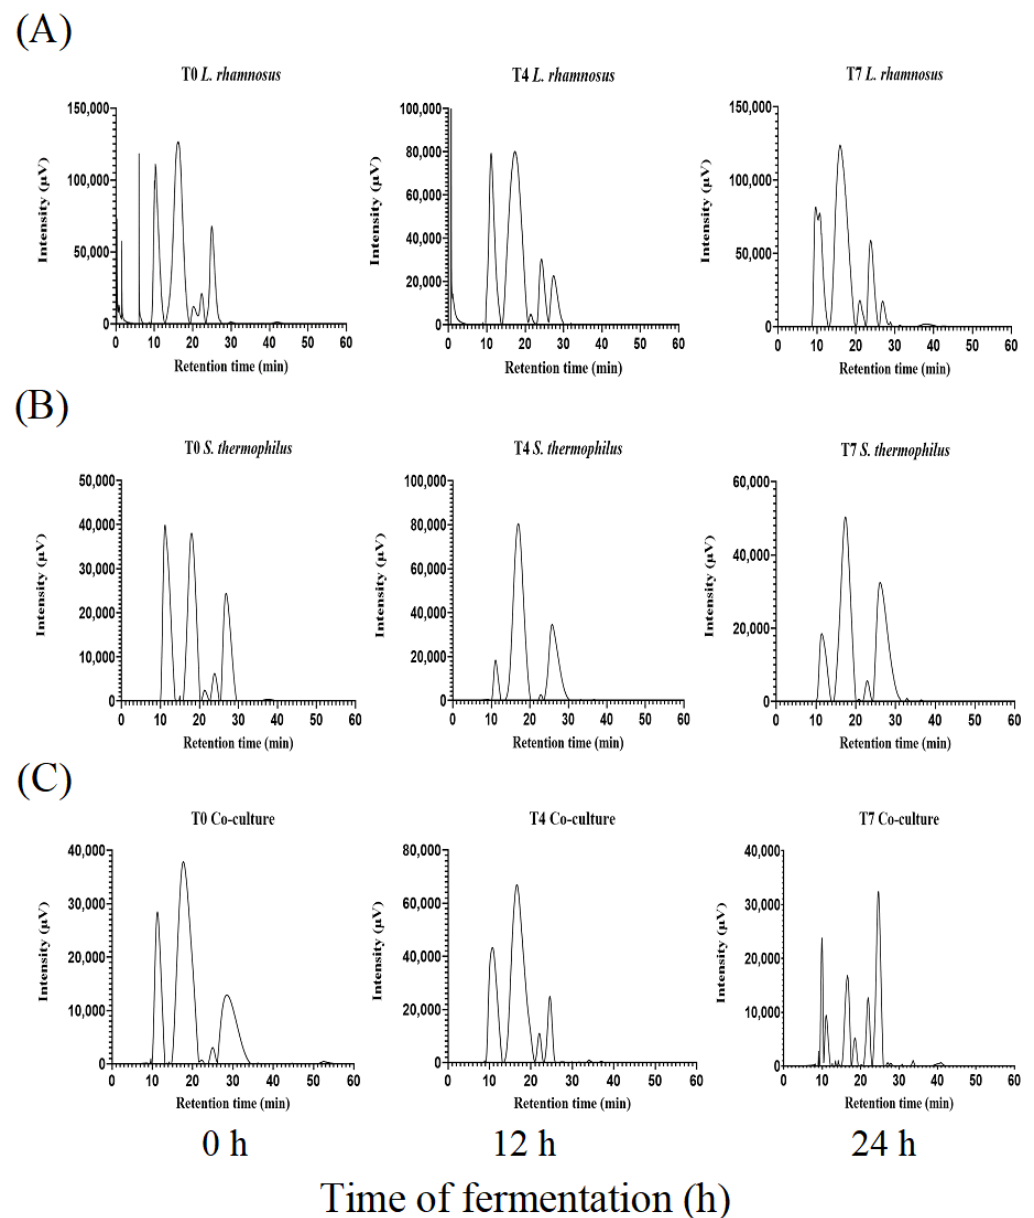 (A)
T0 L. rhamnosus
T4 L. rhamnosus
T7 L. rhamnosus
150,000
100,000
50,000
0
Intensity (µV)
0 10 20 30 40 50 60
Retention time (min)
100,000
80,000
60,000
40,000
20,000
0
Intensity (µV)
0 10 20 30 40 50 60
Retention time (min)
150,000
100,000
50,000
0
Intensity (µV)
0 10 20 30 40 50 60
Retention time (min)
(B)
T0 S. thermophilus
T4 S. thermophilus
T7 S. thermophilus
50,000
40,000
30,000
20,000
10,000
0
Intensity (µV)
0 10 20 30 40 50 60
Retention time (min)
100,000
80,000
60,000
40,000
20,000
0
Intensity (µV)
0 10 20 30 40 50 60
Retention time (min)
60,000
40,000
20,000
0
Intensity (µV)
0 10 20 30 40 50 60
Retention time (min)
(C)
T0 Co-culture
T4 Co-culture
T7 Co-culture
40,000
30,000
20,000
10,000
0
Intensity (µV)
0 10 20 30 40 50 60
Retention time (min)
80,000
60,000
40,000
20,000
0
Intensity (µV)
0 10 20 30 40 50 60
Retention time (min)
40,000
30,000
20,000
10,000
0
Intensity (µV)
0 10 20 30 40 50 60
Retention time (min)
0 h
12 h
24 h
Time of fermentation (h)